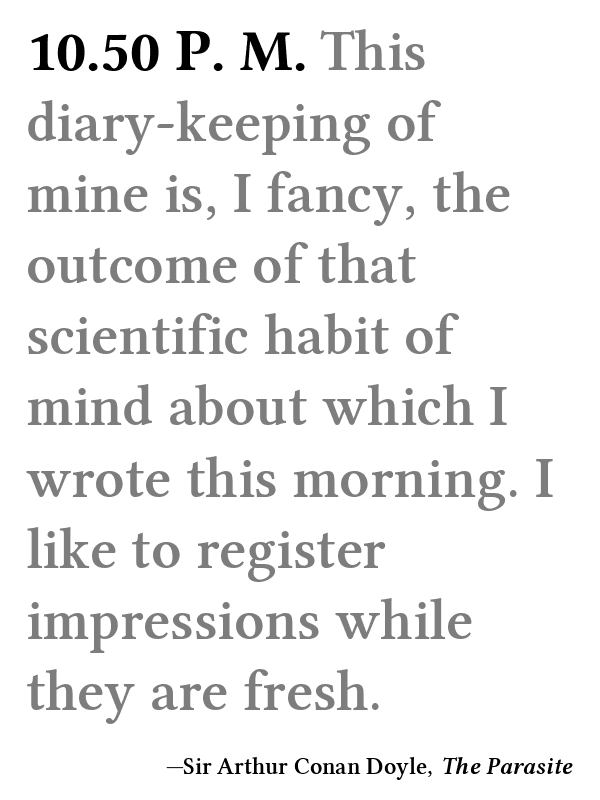 10.50 P. M. This
diary-keeping of
mine is, I fancy, the
outcome of that
scientific habit of
mind about which I
wrote this morning. I
like to register
impressions while
they are fresh.
—Sir Arthur Conan Doyle, The Parasite